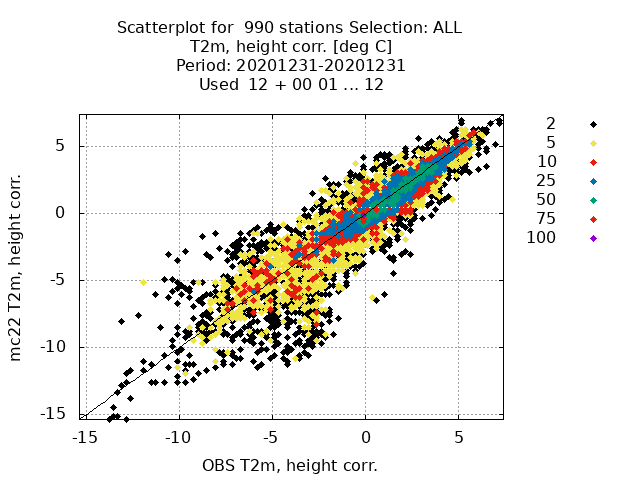 Scatterplot for  990 stations Selection: ALL
T2m, height corr. [deg C]
Period: 20201231-20201231
Used  12 + 00 01 ... 12
2
5
10
25
50
75
100
mc22 T2m, height corr.
5
0
-5
-10
-15
-15 -10 -5 0 5
OBS T2m, height corr.